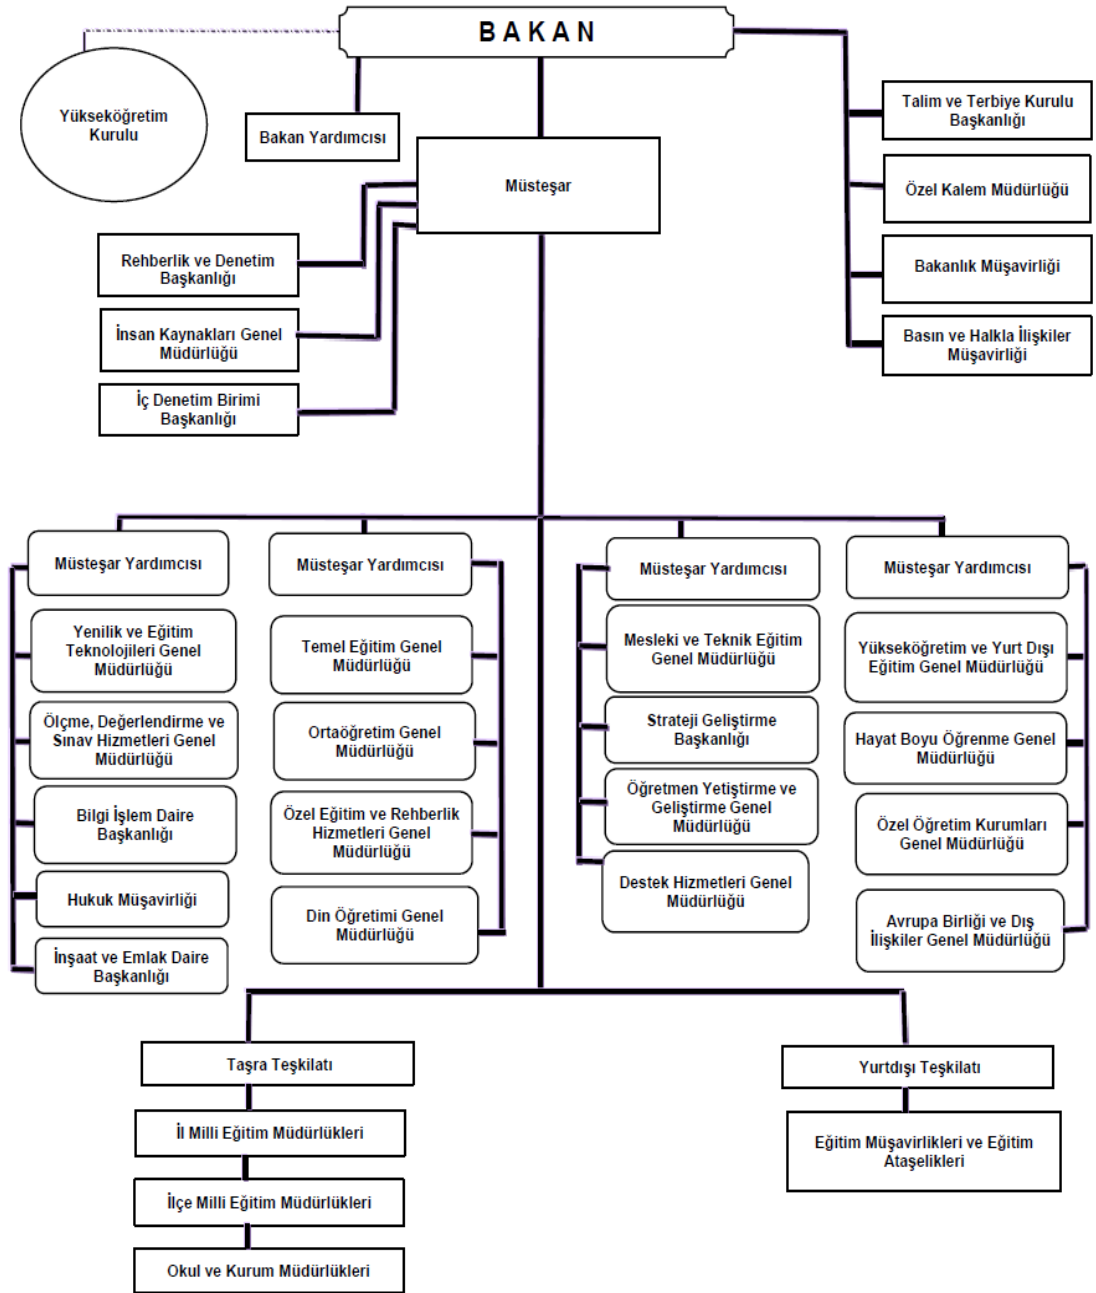 B A K A N
Yükseköğretim
Kurulu
Bakan Yardımcısı
Müsteşar
Talim ve Terbiye Kurulu
Başkanlığı
Özel Kalem Müdürlüğü
Bakanlık Müşavirliği
Basın ve Halkla İlişkiler
Müşavirliği
Rehberlik ve Denetim
Başkanlığı
İnsan Kaynakları Genel
Müdürlüğü
İç Denetim Birimi
Başkanlığı
Müsteşar Yardımcısı
Yenilik ve Eğitim
Teknolojileri Genel
Müdürlüğü
Ölçme, Değerlendirme ve
Sınav Hizmetleri Genel
Müdürlüğü
Bilgi İşlem Daire
Başkanlığı
Hukuk Müşavirliği
İnşaat ve Emlak Daire
Başkanlığı
Müsteşar Yardımcısı
Temel Eğitim Genel
Müdürlüğü
Ortaöğretim Genel
Müdürlüğü
Özel Eğitim ve Rehberlik
Hizmetleri Genel
Müdürlüğü
Din Öğretimi Genel
Müdürlüğü
Müsteşar Yardımcısı
Mesleki ve Teknik Eğitim
Genel Müdürlüğü
Strateji Geliştirme
Başkanlığı
Öğretmen Yetiştirme ve
Geliştirme Genel
Müdürlüğü
Destek Hizmetleri Genel
Müdürlüğü
Müsteşar Yardımcısı
Yükseköğretim ve Yurt Dışı
Eğitim Genel Müdürlüğü
Hayat Boyu Öğrenme Genel
Müdürlüğü
Özel Öğretim Kurumları
Genel Müdürlüğü
Avrupa Birliği ve Dış
İlişkiler Genel Müdürlüğü
Taşra Teşkilatı
İl Milli Eğitim Müdürlükleri
İlçe Milli Eğitim Müdürlükleri
Okul ve Kurum Müdürlükleri
Yurtdışı Teşkilatı
Eğitim Müşavirlikleri ve Eğitim
Ataşelikleri